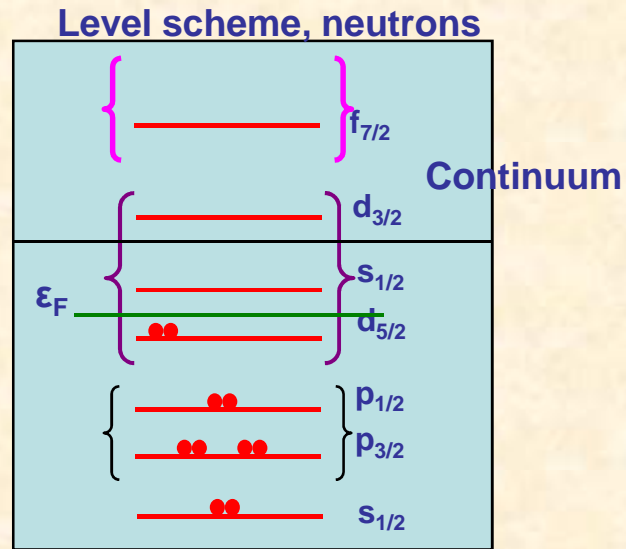 Level scheme, neutrons
f7/2
Continuum
d3/2
s1/2
εF
d5/2
p1/2
p3/2
s1/2